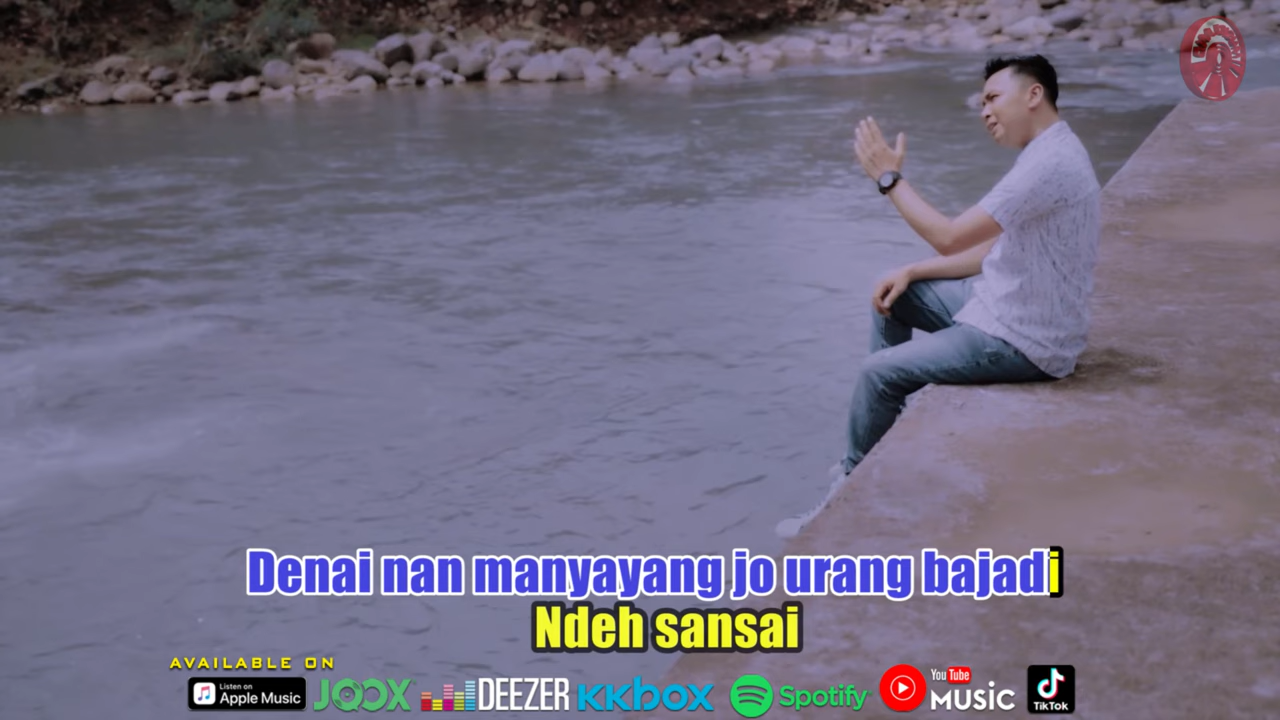 Denai nan manyayang jo urang bajadi
Ndeh sansai
AVAILABLE ON
Listen on
Apple Music
JOOX
DEEZER
KKBOX
Spotify
YouTube
MUSIC
TikTok